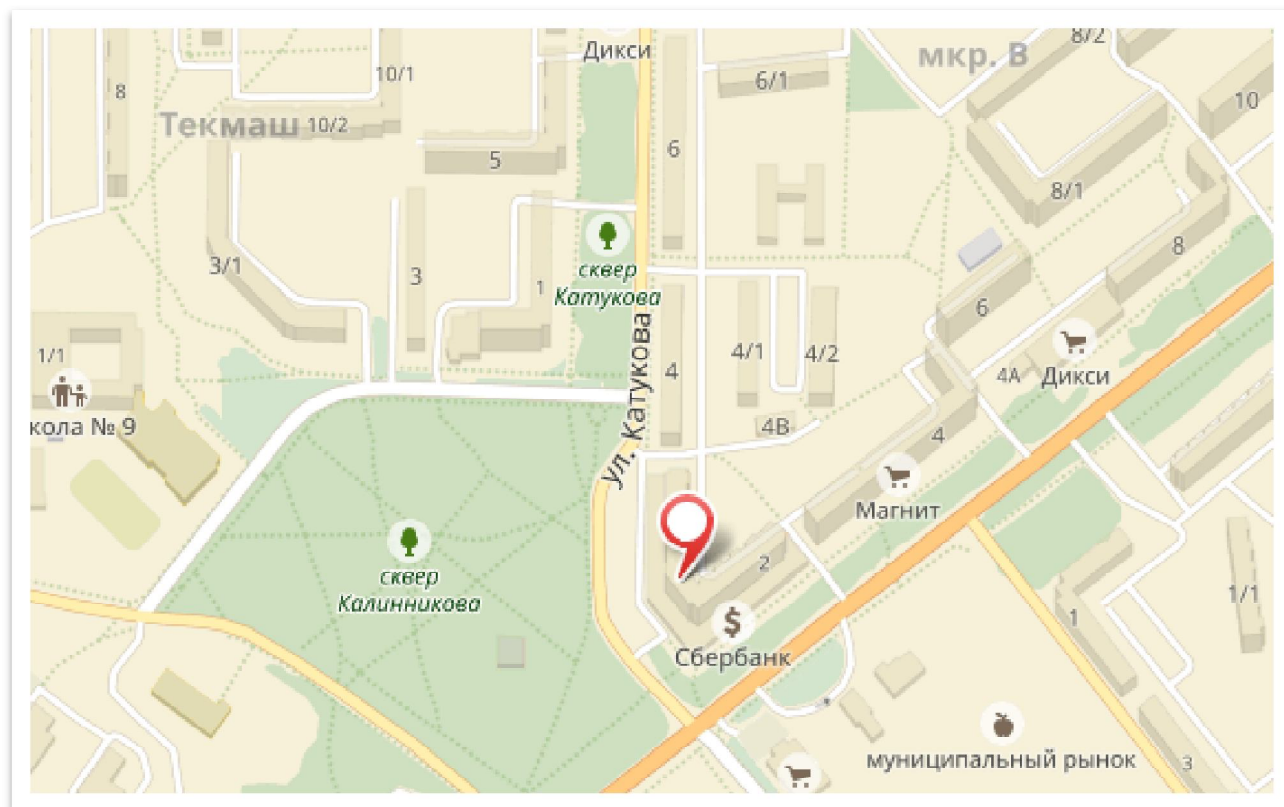 Дикси
мкр. В
8/2
10/1
6/1
8
10
Текмаш
10/2
5
6
8/1
3/1
3
1
сквер
Катукова
8
6
1/1
4
4/1
4/2
4А
Дикси
ул. Катукова
кола № 9
4В
4
Магнит
2
сквер
Калинникова
$
Сбербанк
1
1/1
муниципальный рынок
3